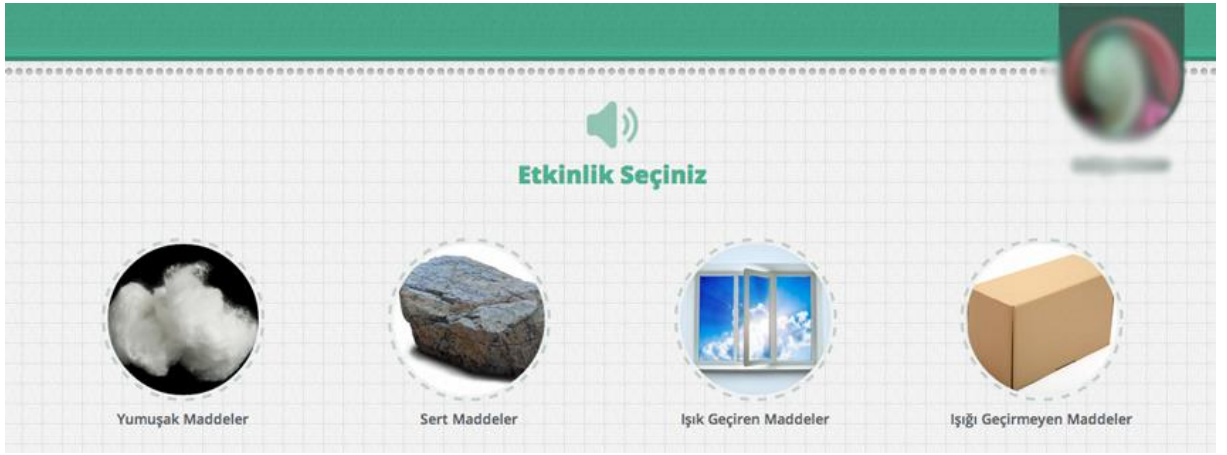 Etkinlik Seçiniz
Yumuşak Maddeler
Sert Maddeler
Işık Geçiren Maddeler
Işığı Geçirmeyen Maddeler